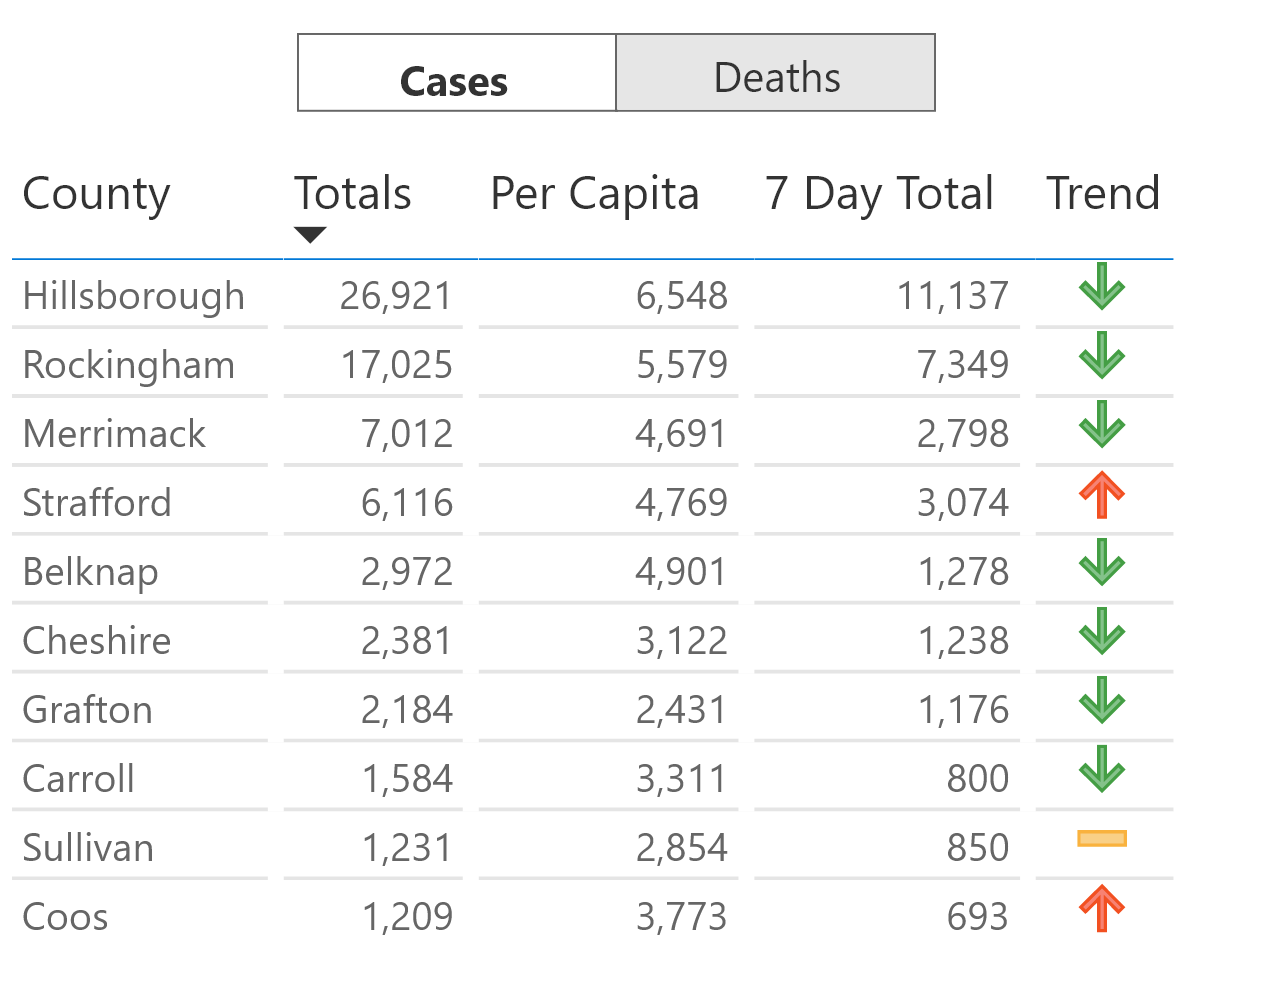 Cases Deaths
County Totals Per Capita 7 Day Total Trend
Hillsborough 26,921 6,548 11,137
Rockingham 17,025 5,579 7,349
Merrimack 7,012 4,691 2,798
Strafford 6,116 4,769 3,074
Belknap 2,972 4,901 1,278
Cheshire 2,381 3,122 1,238
Grafton 2,184 2,431 1,176
Carroll 1,584 3,311 800
Sullivan 1,231 2,854 850
Coos 1,209 3,773 693